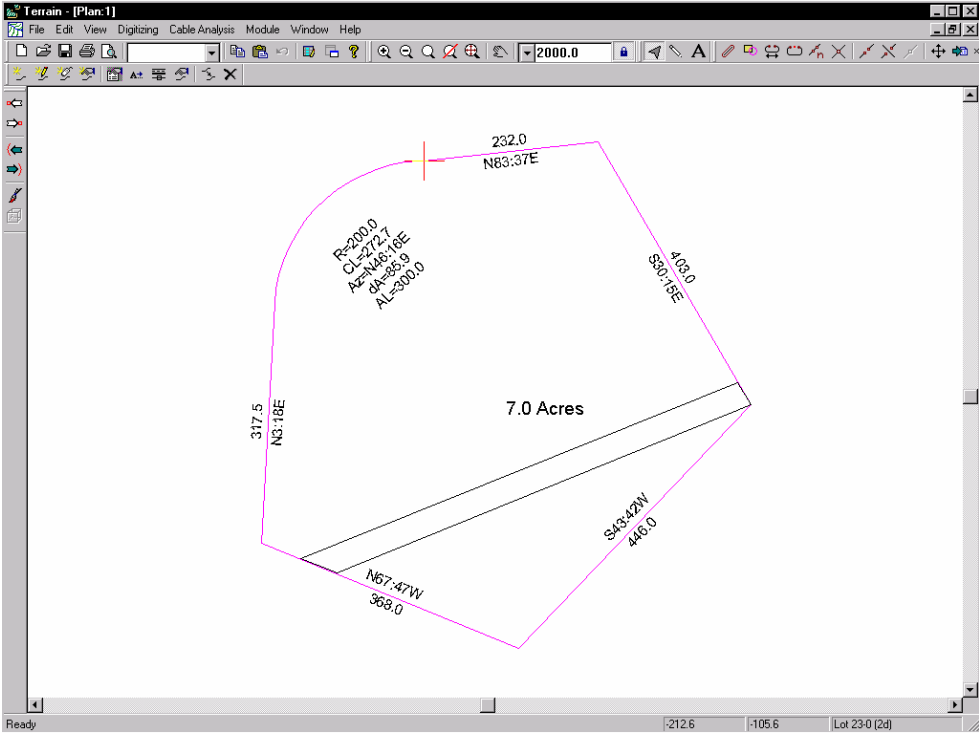 Terrain - [Plan:1]
File Edit View Digitizing Cable Analysis Module Window Help
2000.0
232.0
N83:37E
R=200.0
CL=272.7
Az=N46:16E
dA=85.9
AL=300.0
403.0
S30:15E
317.5
N3:18E
7.0 Acres
S43:42W
446.0
N67:47W
368.0
Ready -212.6 -105.6 Lot 23-0 (2d)